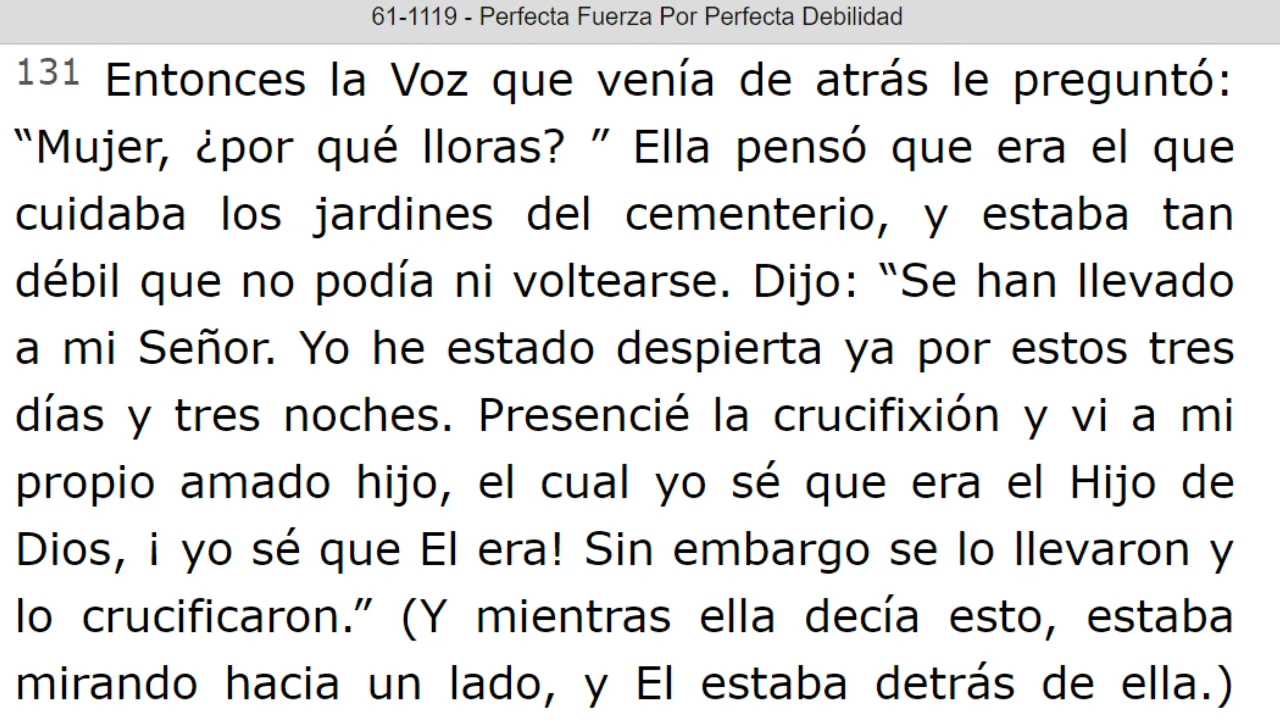 61-1119 - Perfecta Fuerza Por Perfecta Debilidad
131 Entonces la Voz que venía de atrás le preguntó:
“Mujer, ¿por qué lloras? ” Ella pensó que era el que
cuidaba los jardines del cementerio, y estaba tan
débil que no podía ni voltearse. Dijo: “Se han llevado
a mi Señor. Yo he estado despierta ya por estos tres
días y tres noches. Presencié la crucifixión y vi a mi
propio amado hijo, el cual yo sé que era el Hijo de
Dios, ¡ yo sé que El era! Sin embargo se lo llevaron y
lo crucificaron.” (Y mientras ella decía esto, estaba
mirando hacia un lado, y El estaba detrás de ella.)